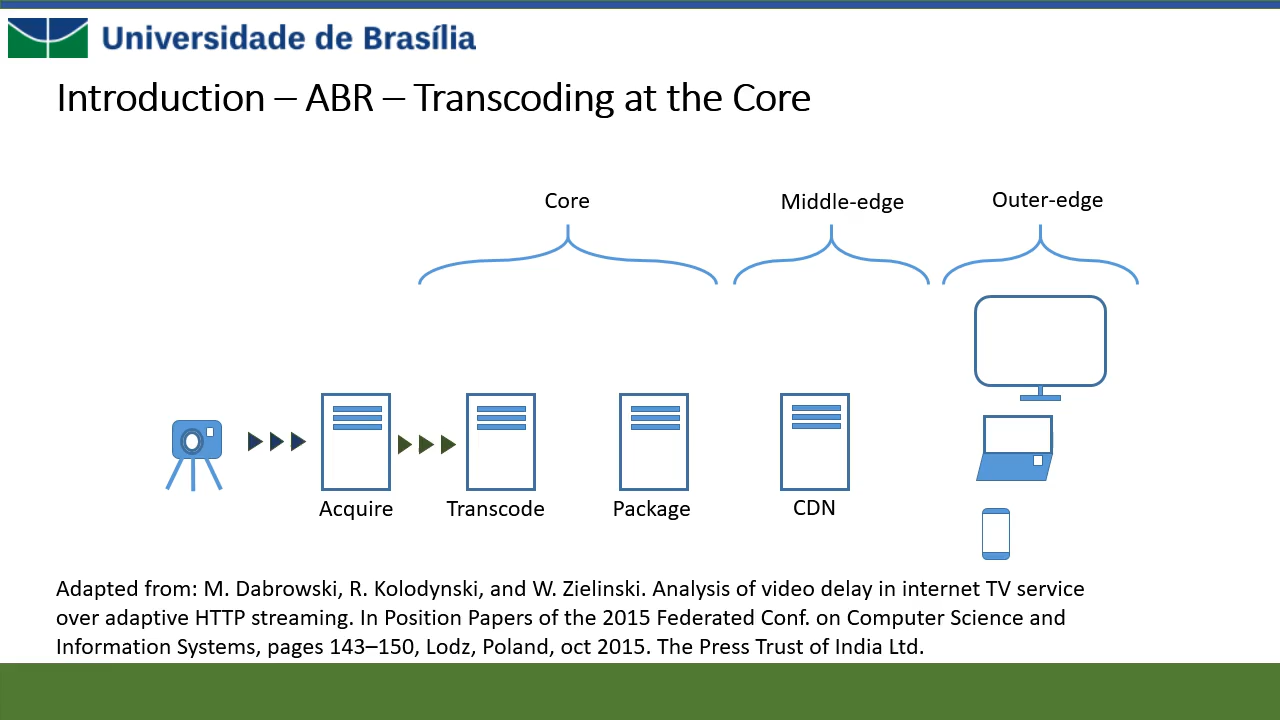 Universidade de Brasília
Introduction – ABR – Transcoding at the Core
Core
Middle-edge
Outer-edge
Acquire
Transcode
Package
CDN
Adapted from: M. Dabrowski, R. Kolodynski, and W. Zielinski. Analysis of video delay in internet TV service
over adaptive HTTP streaming. In Position Papers of the 2015 Federated Conf. on Computer Science and
Information Systems, pages 143–150, Lodz, Poland, oct 2015. The Press Trust of India Ltd.